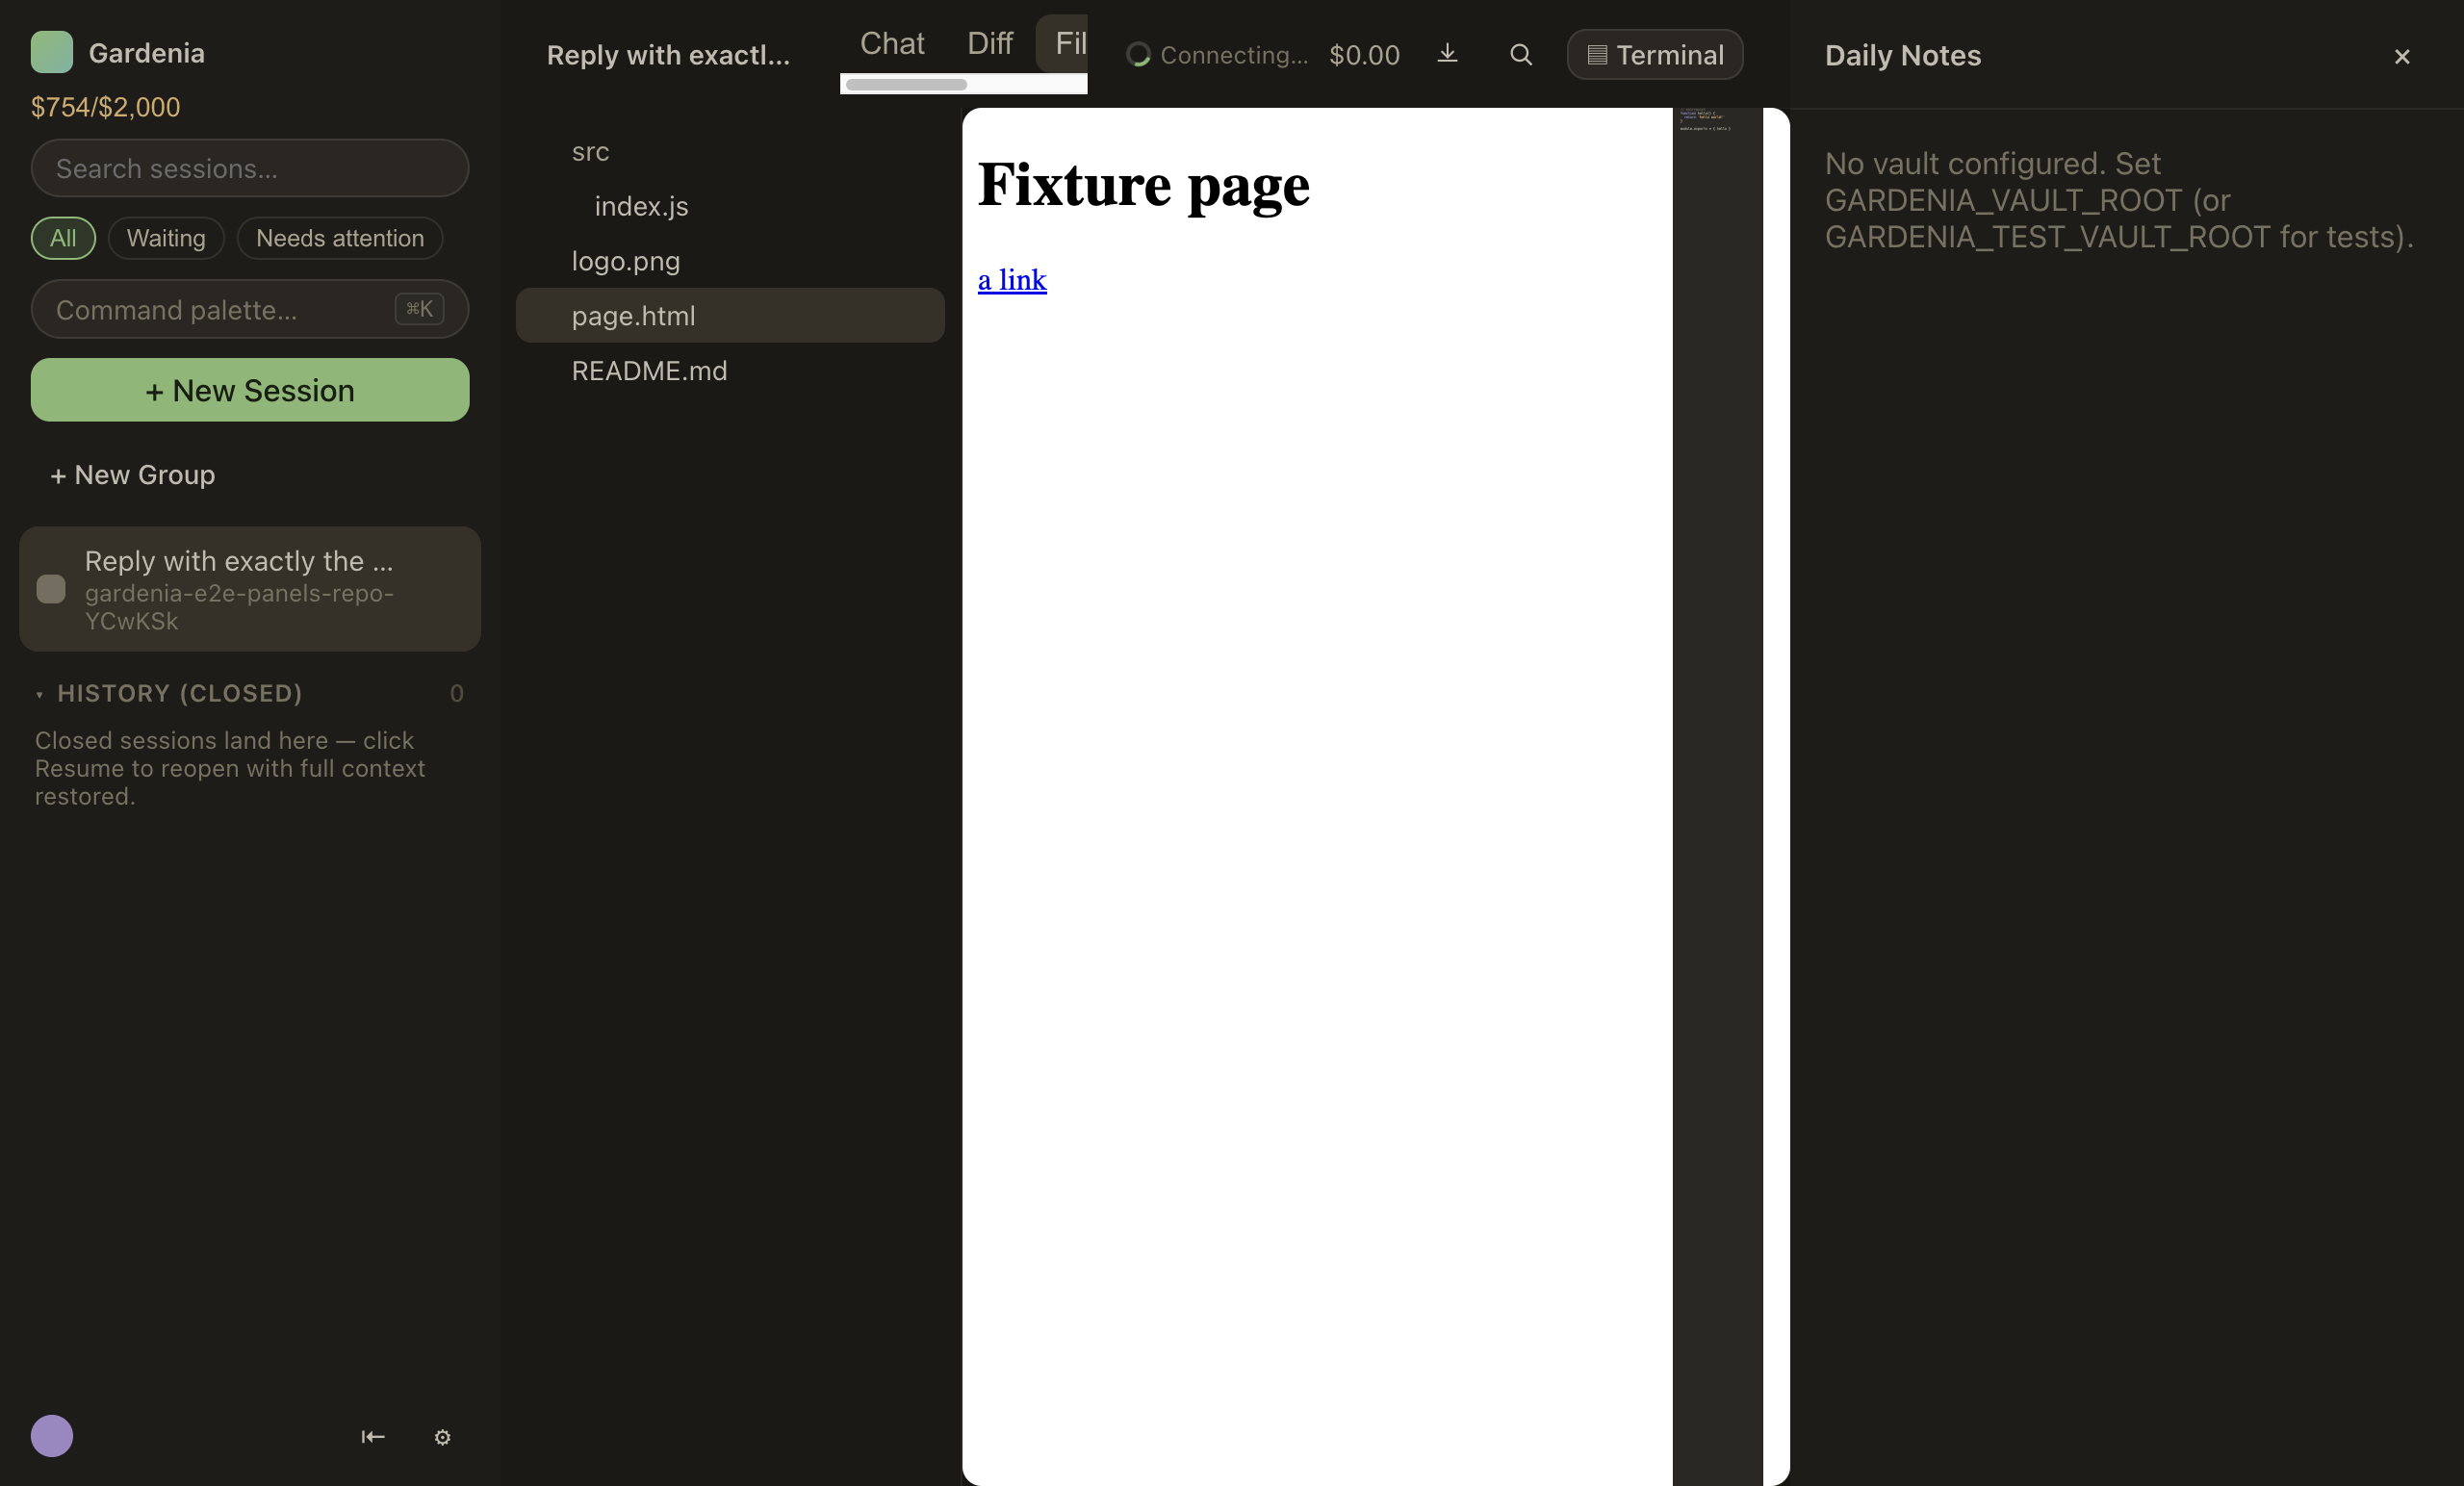 Gardenia
$754/$2,000
Search sessions...
All
Waiting
Needs attention
Command palette...
⌘K
+ New Session
+ New Group
Reply with exactly the ...
gardenia-e2e-panels-repo-
YCwKSk
HISTORY (CLOSED)
0
Closed sessions land here — click
Resume to reopen with full context
restored.
Reply with exactl...
Chat
Diff
Fil
Connecting...
$0.00
Terminal
src
index.js
logo.png
page.html
README.md
Fixture page
a link
Daily Notes
×
No vault configured. Set
GARDENIA_VAULT_ROOT (or
GARDENIA_TEST_VAULT_ROOT for tests).